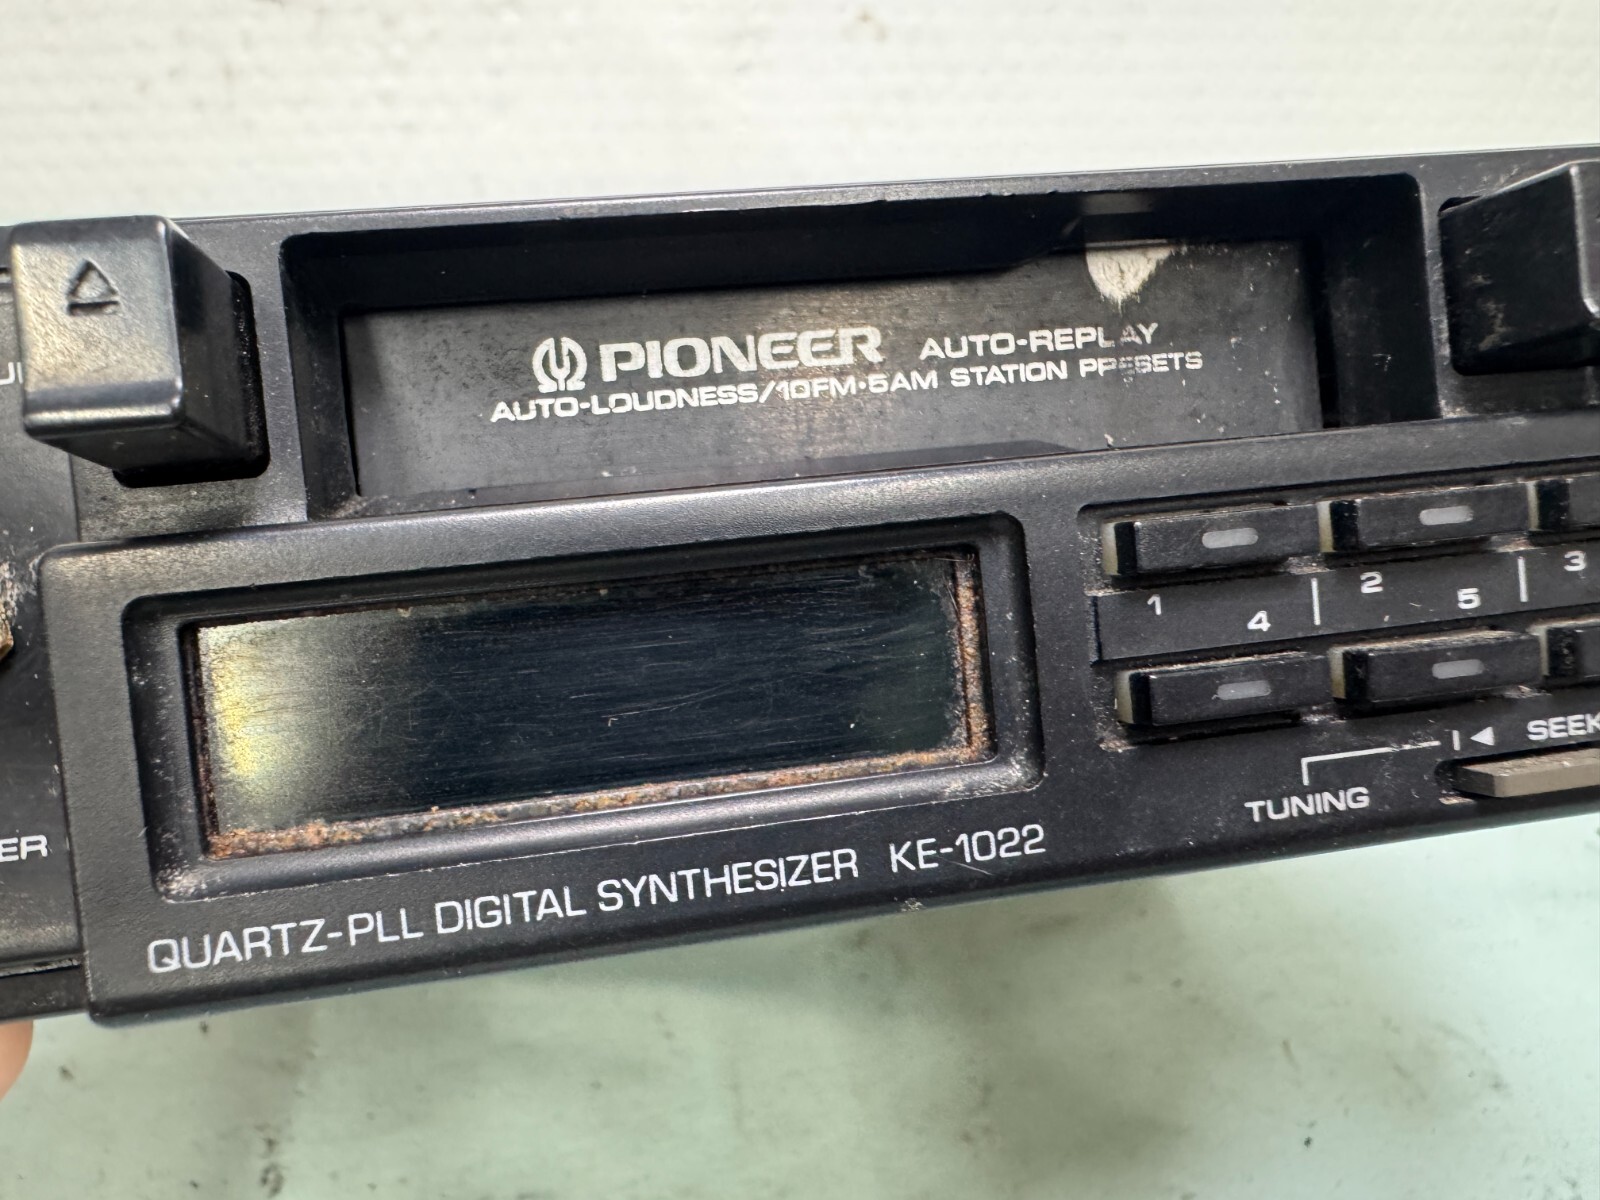 PIONEER AUTO-REPLAY
AUTO-LOUDNESS/10FM•5AM STATION PRESETS
1 2 3
4 5
SEEK
TUNING
ER
QUARTZ-PLL DIGITAL SYNTHESIZER KE-1022